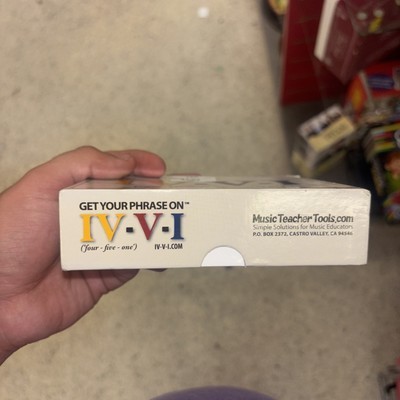 GET YOUR PHRASE ON™
IV-V-I
('four - five - one')
IV-V-I.COM
MusicTeacherTools.com
Simple Solutions for Music Educators
P.O. BOX 2372, CASTRO VALLEY, CA 94546